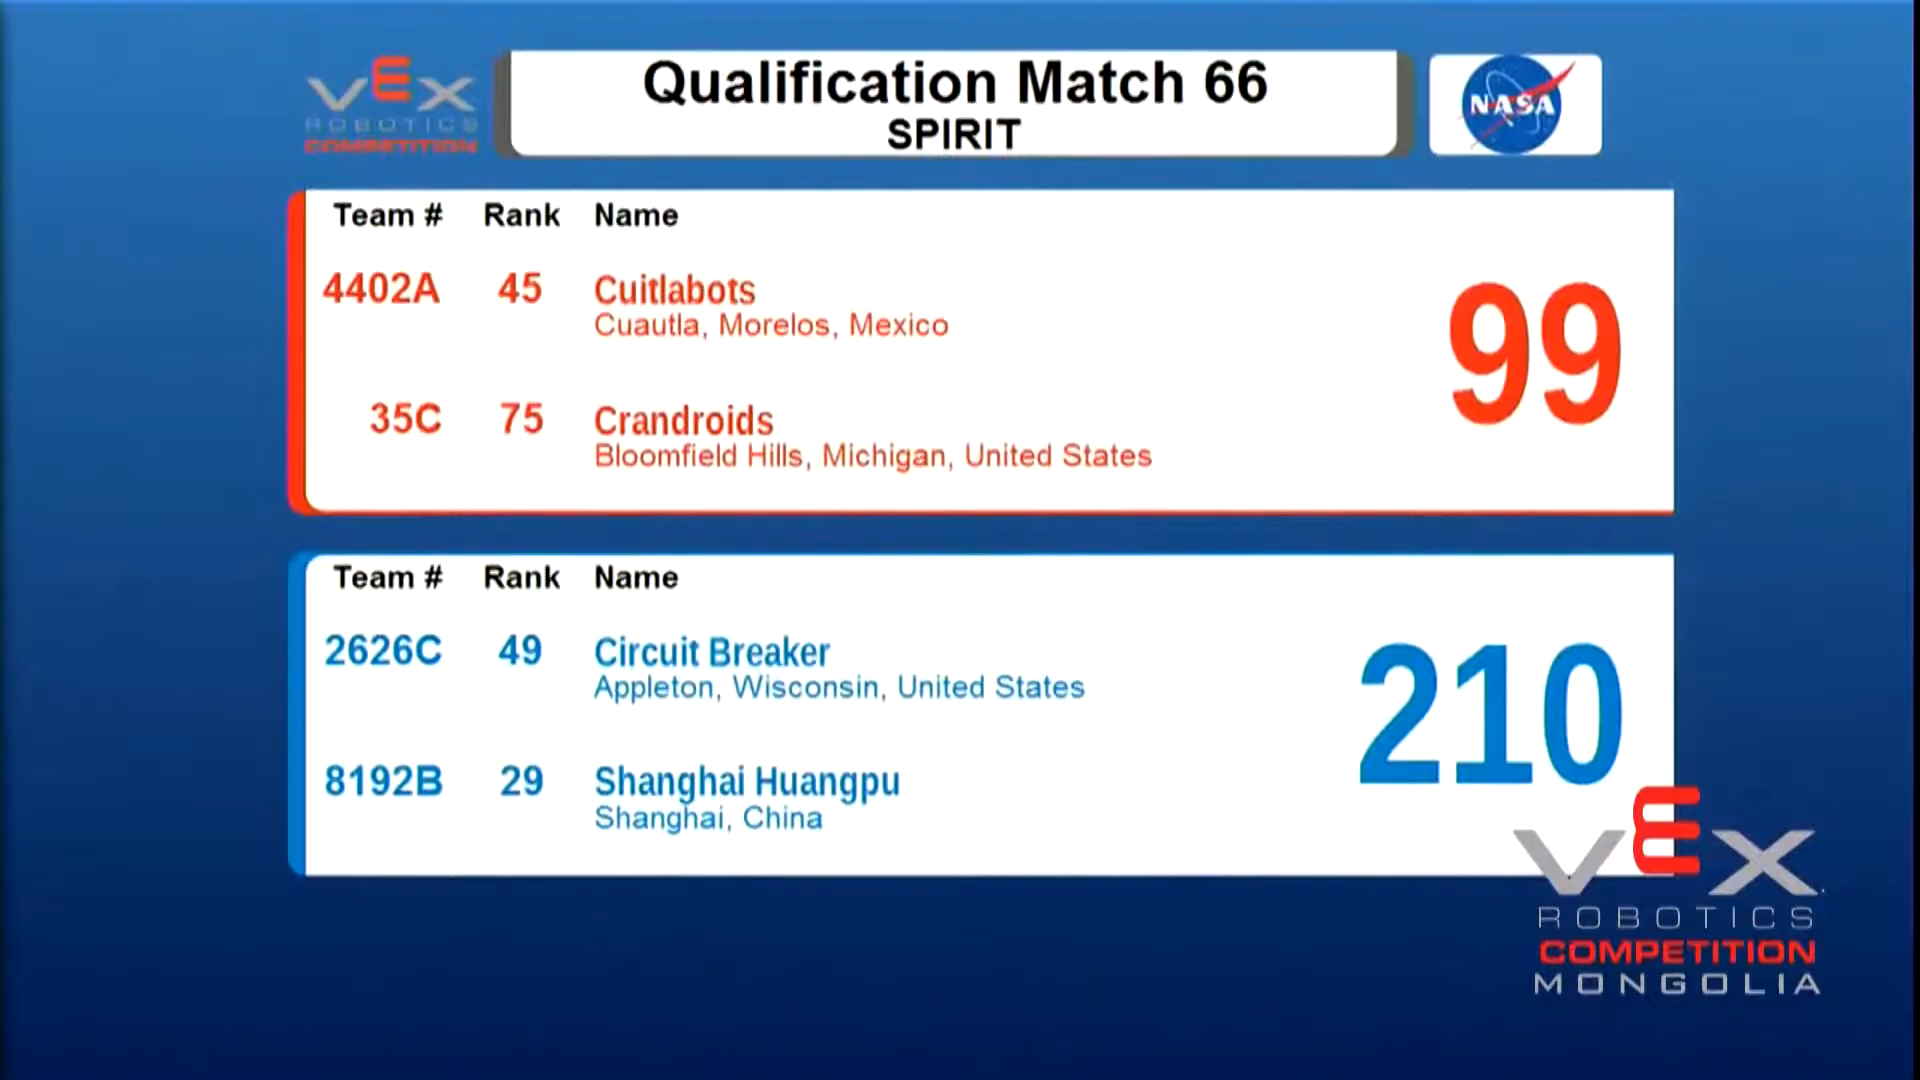 VEX
ROBOTICS
COMPETITION
Qualification Match 66
SPIRIT
NASA
Team # Rank Name
4402A 45 Cuitlabots
Cuautla, Morelos, Mexico
35C 75 Crandroids
Bloomfield Hills, Michigan, United States
99
Team # Rank Name
2626C 49 Circuit Breaker
Appleton, Wisconsin, United States
8192B 29 Shanghai Huangpu
Shanghai, China
210
VEX
ROBOTICS
COMPETITION
MONGOLIA